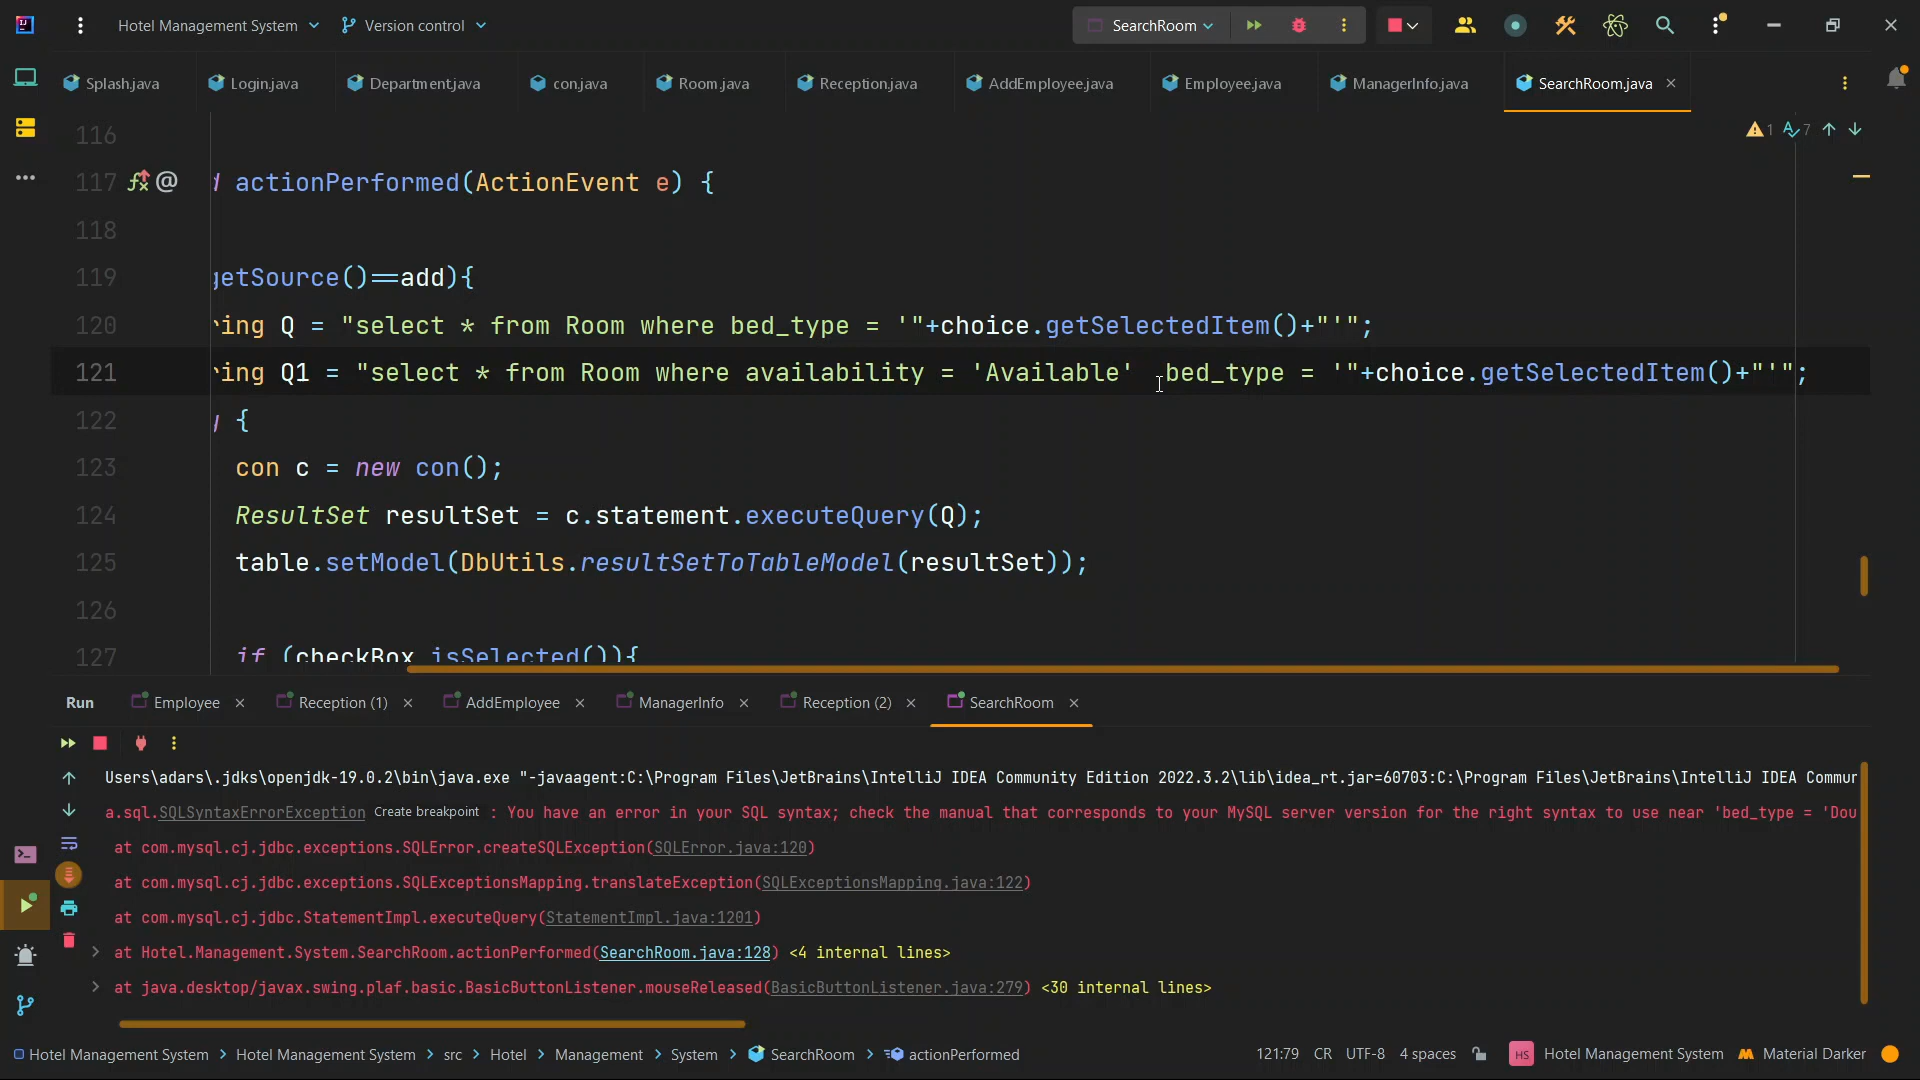 Hotel Management System
Version control
SearchRoom
Splash.java
Login.java
Department.java
con.java
Room.java
Reception.java
AddEmployee.java
Employee.java
ManagerInfo.java
SearchRoom.java
1
7
116
117 @ d actionPerformed(ActionEvent e) {
118
119 getSource()==add){
120 ring Q = "select * from Room where bed_type = '"+choice.getSelectedItem()+"'";
121 ring Q1 = "select * from Room where availability = 'Available'  bed_type = '"+choice.getSelectedItem()+"'";
122 y {
123 con c = new con();
124 ResultSet resultSet = c.statement.executeQuery(Q);
125 table.setModel(DbUtils.resultSetToTableModel(resultSet));
126
127 if (checkBox.isSelected()){
Run
Employee
Reception (1)
AddEmployee
ManagerInfo
Reception (2)
SearchRoom
Users\adars\.jdks\openjdk-19.0.2\bin\java.exe "-javaagent:C:\Program Files\JetBrains\IntelliJ IDEA Community Edition 2022.3.2\lib\idea_rt.jar=60703:C:\Program Files\JetBrains\IntelliJ IDEA Commun
a.sql.SQLSyntaxErrorException Create breakpoint : You have an error in your SQL syntax; check the manual that corresponds to your MySQL server version for the right syntax to use near 'bed_type = 'Dou
at com.mysql.cj.jdbc.exceptions.SQLError.createSQLException(SQLError.java:120)
at com.mysql.cj.jdbc.exceptions.SQLExceptionsMapping.translateException(SQLExceptionsMapping.java:122)
at com.mysql.cj.jdbc.StatementImpl.executeQuery(StatementImpl.java:1201)
at Hotel.Management.System.SearchRoom.actionPerformed(SearchRoom.java:128) <4 internal lines>
at java.desktop/javax.swing.plaf.basic.BasicButtonListener.mouseReleased(BasicButtonListener.java:279) <30 internal lines>
Hotel Management System > Hotel Management System > src > Hotel > Management > System > SearchRoom > actionPerformed
121:79 CR UTF-8 4 spaces HS Hotel Management System Material Darker